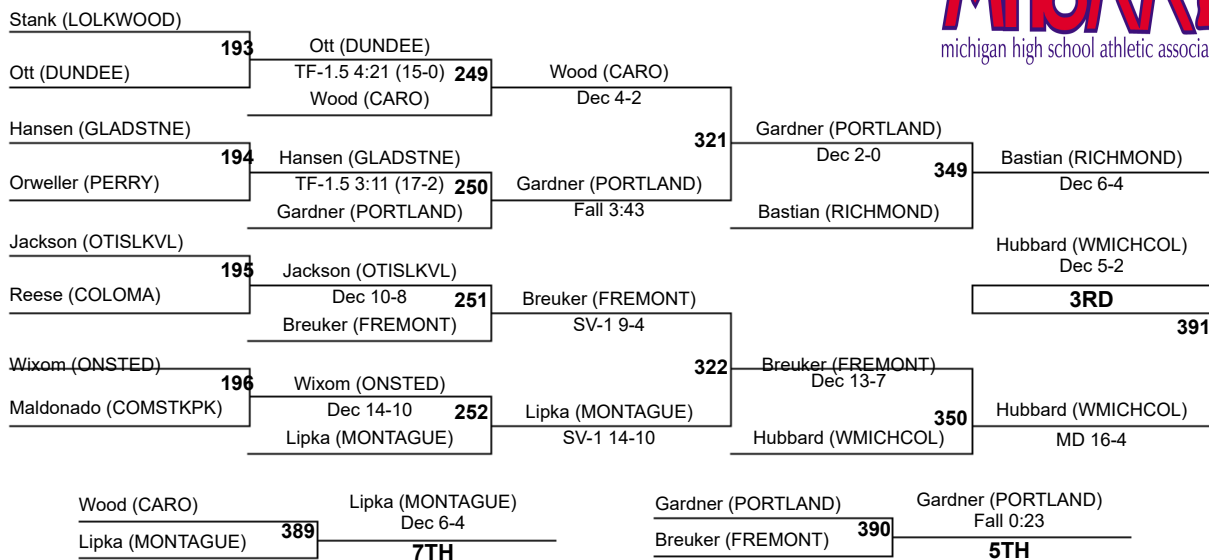 Stank (LOLKWOOD)
193
Ott (DUNDEE)
Ott (DUNDEE)
TF-1.5 4:21 (15-0) 249
Wood (CARO)
Wood (CARO)
Dec 4-2
michigan high school athletic associa
Hansen (GLADSTNE)
194
Orweller (PERRY)
Hansen (GLADSTNE)
TF-1.5 3:11 (17-2) 250
Gardner (PORTLAND)
Gardner (PORTLAND)
Fall 3:43
321
Gardner (PORTLAND)
Dec 2-0
349
Bastian (RICHMOND)
Bastian (RICHMOND)
Dec 6-4
Jackson (OTISLKVL)
195
Reese (COLOMA)
Jackson (OTISLKVL)
Dec 10-8 251
Breuker (FREMONT)
Breuker (FREMONT)
SV-1 9-4
Hubbard (WMICHCOL)
Dec 5-2
3RD
391
Wixom (ONSTED)
196
Maldonado (COMSTKPK)
Wixom (ONSTED)
Dec 14-10 252
Lipka (MONTAGUE)
Lipka (MONTAGUE)
SV-1 14-10
322
Breuker (FREMONT)
Dec 13-7
350
Hubbard (WMICHCOL)
Hubbard (WMICHCOL)
MD 16-4
Wood (CARO)
389
Lipka (MONTAGUE)
Lipka (MONTAGUE)
Dec 6-4
7TH
Gardner (PORTLAND)
390
Breuker (FREMONT)
Gardner (PORTLAND)
Fall 0:23
5TH